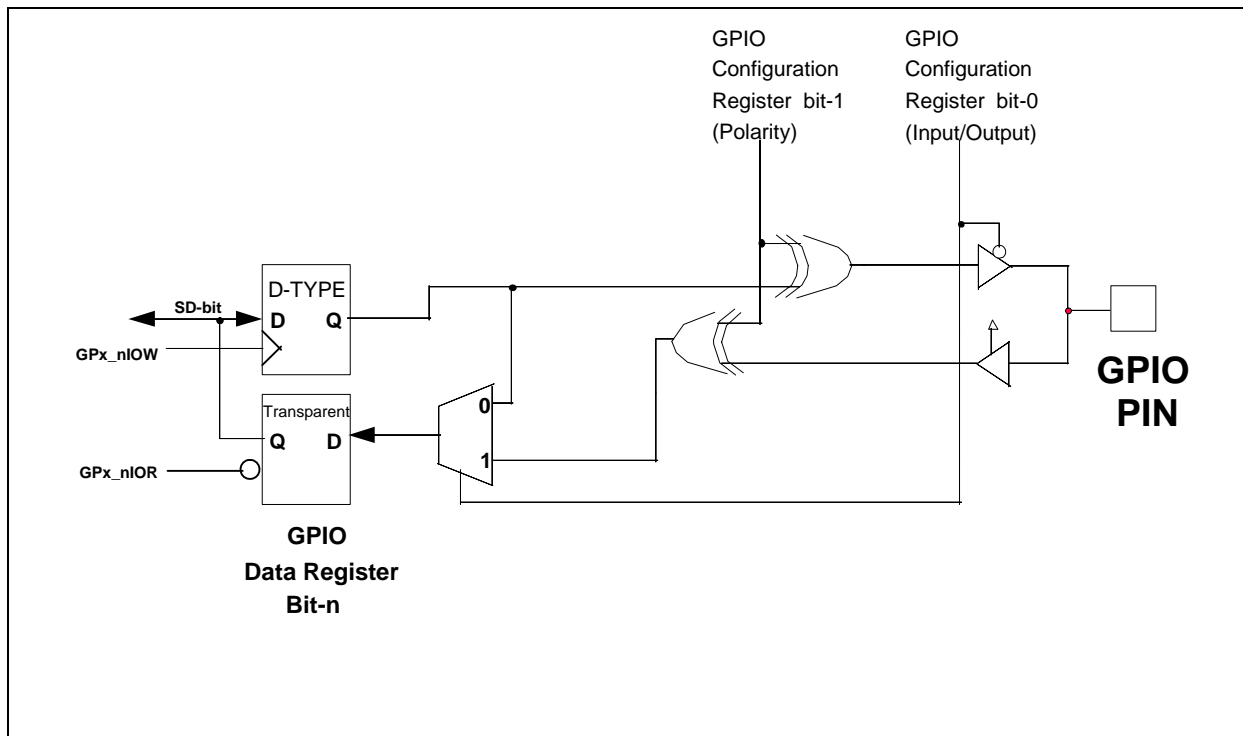 GPIO
Configuration
Register bit-1
(Polarity)
GPIO
Configuration
Register bit-0
(Input/Output)
D-TYPE
SD-bit
D Q
GPx_nIOW
Transparent
Q D
GPx_nIOR
0
1
GPIO
PIN
GPIO
Data Register
Bit-n